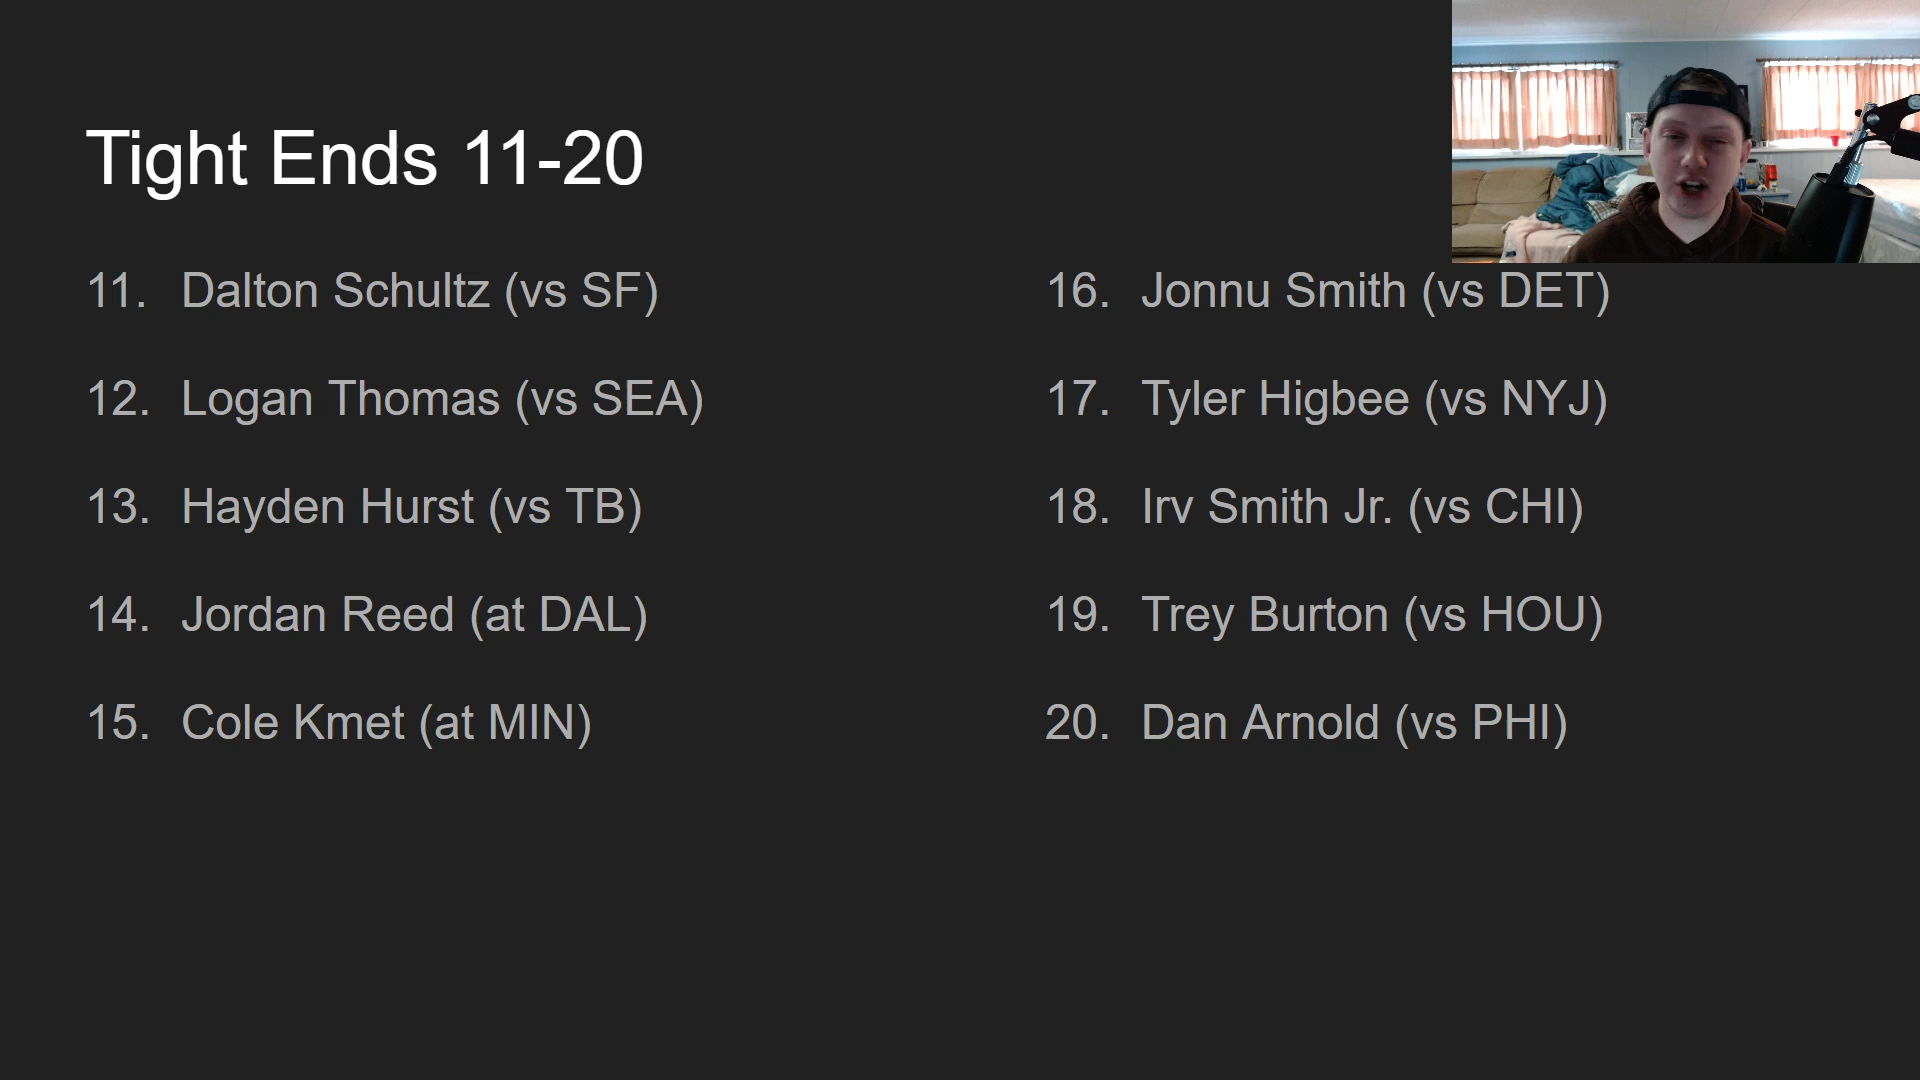 Tight Ends 11-20
11. Dalton Schultz (vs SF)
12. Logan Thomas (vs SEA)
13. Hayden Hurst (vs TB)
14. Jordan Reed (at DAL)
15. Cole Kmet (at MIN)
16. Jonnu Smith (vs DET)
17. Tyler Higbee (vs NYJ)
18. Irv Smith Jr. (vs CHI)
19. Trey Burton (vs HOU)
20. Dan Arnold (vs PHI)